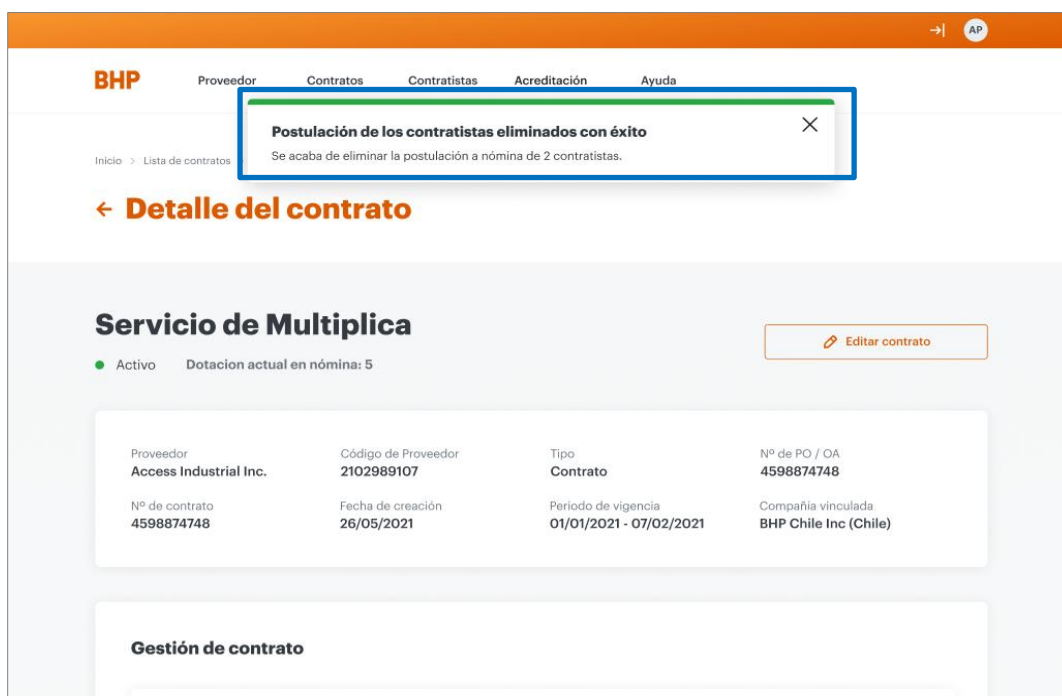 AP
BHP Proveedor Contratos Contratistas Acreditación Ayuda
Postulación de los contratistas eliminados con éxito
Se acaba de eliminar la postulación a nómina de 2 contratistas.
Inicio > Lista de contratos
← Detalle del contrato
Servicio de Multiplica
Editar contrato
Activo Dotacion actual en nómina: 5
Proveedor Código de Proveedor Tipo Nº de PO / OA
Access Industrial Inc. 2102989107 Contrato 4598874748
Nº de contrato Fecha de creación Periodo de vigencia Compañia vinculada
4598874748 26/05/2021 01/01/2021 - 07/02/2021 BHP Chile Inc (Chile)
Gestión de contrato